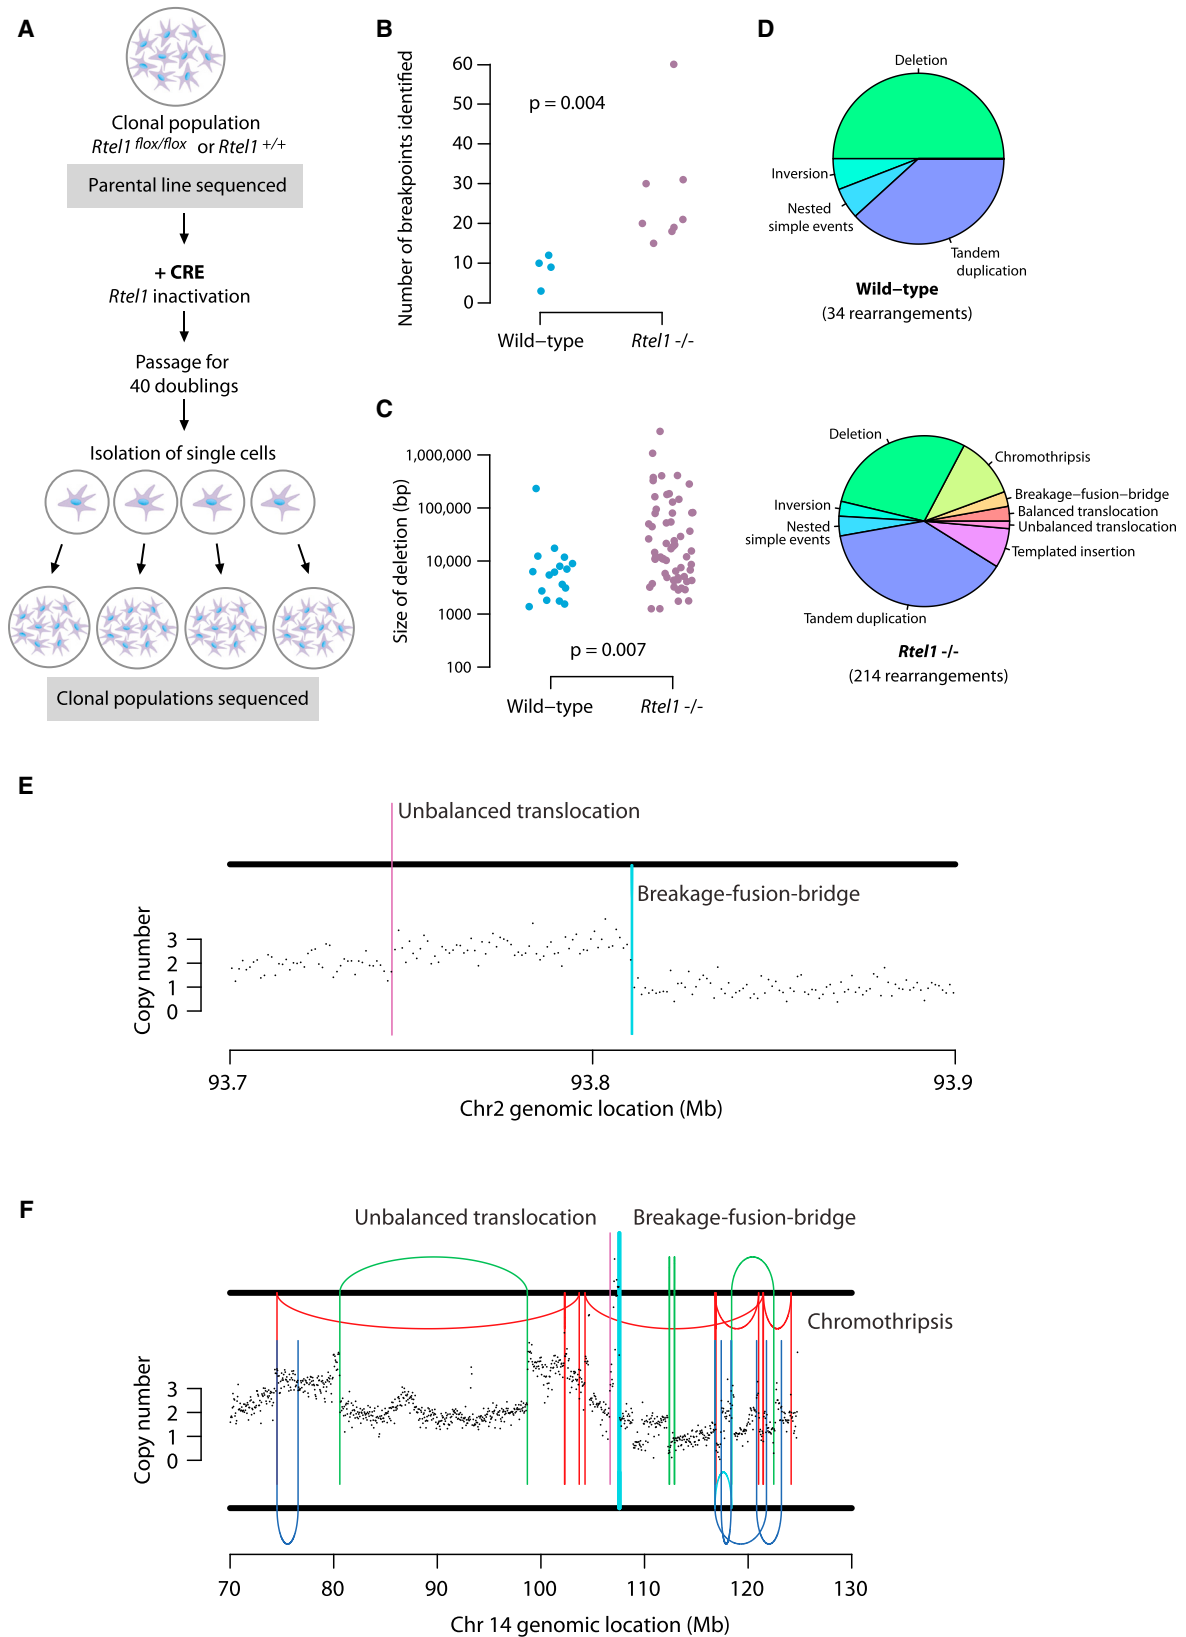 A
Clonal population
Rtel1 flox/flox or Rtel1 +/+
Parental line sequenced
+ CRE
Rtel1 inactivation
Passage for
40 doublings
Isolation of single cells
Clonal populations sequenced
B
Number of breakpoints identified
60
50
40
30
20
10
0
p = 0.004
Wild−type
Rtel1 -/-
C
Size of deletion (bp)
1,000,000
100,000
10,000
1000
100
p = 0.007
Wild−type
Rtel1 -/-
D
Deletion
Inversion
Nested
simple events
Tandem
duplication
Wild−type
(34 rearrangements)
Deletion
Chromothripsis
Breakage−fusion−bridge
Balanced translocation
Unbalanced translocation
Templated insertion
Inversion
Nested
simple events
Tandem duplication
Rtel1 -/-
(214 rearrangements)
E
Unbalanced translocation
Breakage-fusion-bridge
Copy number
3
2
1
0
93.7
93.8
93.9
Chr2 genomic location (Mb)
F
Unbalanced translocation
Breakage-fusion-bridge
Chromothripsis
Copy number
3
2
1
0
70
80
90
100
110
120
130
Chr 14 genomic location (Mb)